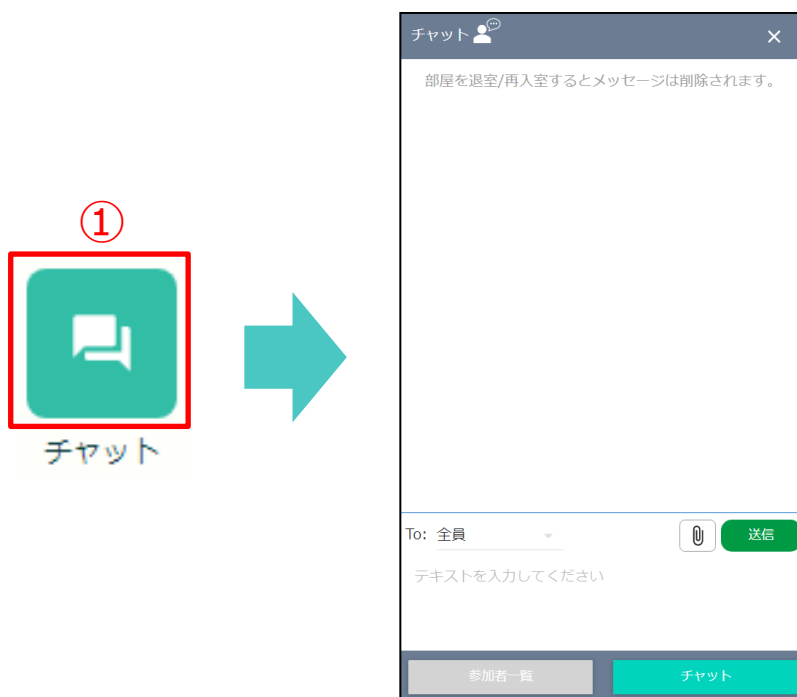 ①
チャット
チャット
部屋を退室/再入室するとメッセージは削除されます。
To: 全員
送信
テキストを入力してください
参加者一覧
チャット